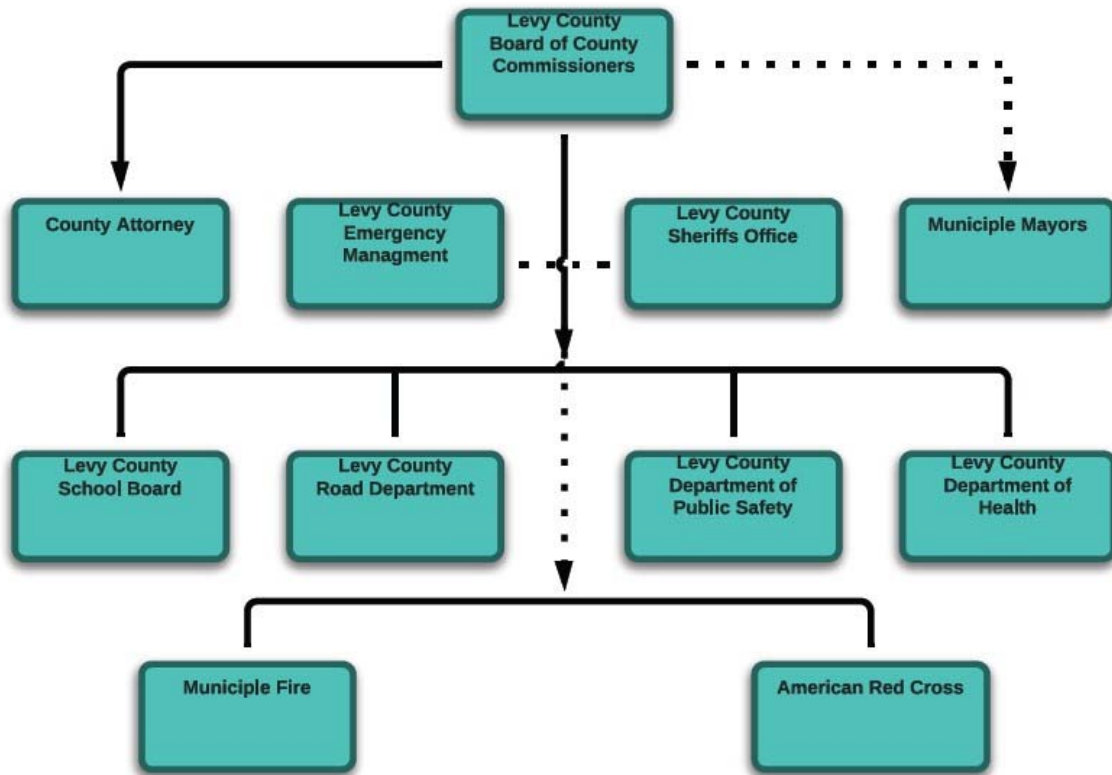 Levy County
Board of County
Commissioners
County Attorney
Levy County
Emergency
Managment
Levy County
Sheriffs Office
Municiple Mayors
Levy County
School Board
Levy County
Road Department
Levy County
Department of
Public Safety
Levy County
Department of
Health
Municiple Fire
American Red Cross